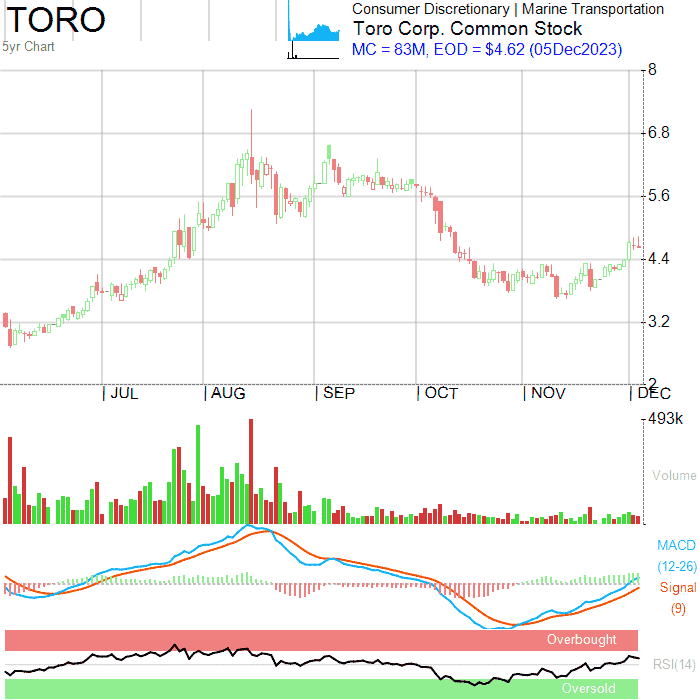 TORO
5yr Chart
Consumer Discretionary | Marine Transportation
Toro Corp. Common Stock
MC = 83M, EOD = $4.62 (05Dec2023)
8
6.8
5.6
4.4
3.2
2
JUL AUG SEP OCT NOV DEC
493k
Volume
MACD
(12-26)
Signal
(9)
Overbought
RSI(14)
Oversold